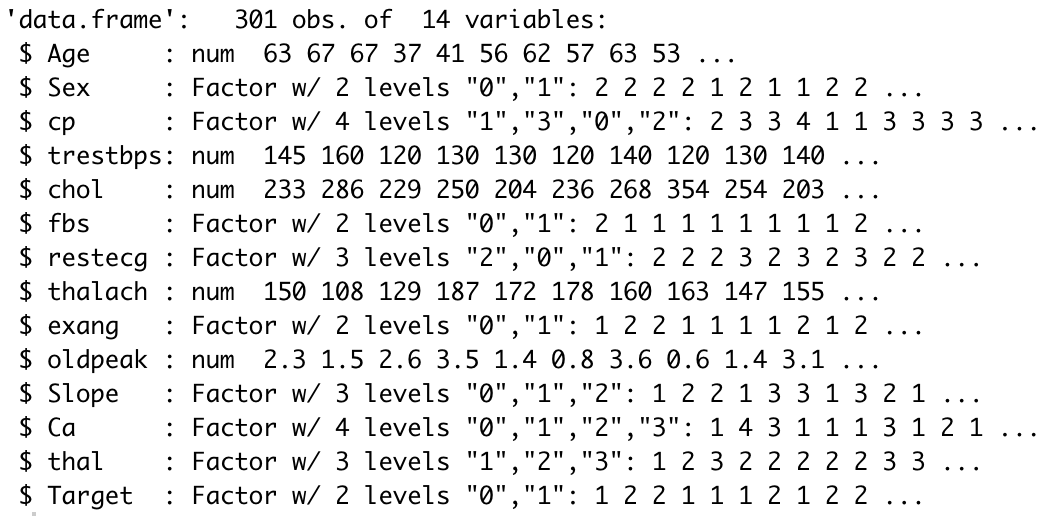 'data.frame':   301 obs. of  14 variables:
 $ Age     : num  63 67 67 37 41 56 62 57 63 53 ...
 $ Sex     : Factor w/ 2 levels "0","1": 2 2 2 2 1 2 1 1 2 2 ...
 $ cp      : Factor w/ 4 levels "1","3","0","2": 2 3 3 4 1 1 3 3 3 3 ...
 $ trestbps: num  145 160 120 130 130 120 140 120 130 140 ...
 $ chol    : num  233 286 229 250 204 236 268 354 254 203 ...
 $ fbs     : Factor w/ 2 levels "0","1": 2 1 1 1 1 1 1 1 1 2 ...
 $ restecg : Factor w/ 3 levels "2","0","1": 2 2 2 3 2 3 2 3 2 2 ...
 $ thalach : num  150 108 129 187 172 178 160 163 147 155 ...
 $ exang   : Factor w/ 2 levels "0","1": 1 2 2 1 1 1 1 2 1 2 ...
 $ oldpeak : num  2.3 1.5 2.6 3.5 1.4 0.8 3.6 0.6 1.4 3.1 ...
 $ Slope   : Factor w/ 3 levels "0","1","2": 1 2 2 1 3 3 1 3 2 1 ...
 $ Ca      : Factor w/ 4 levels "0","1","2","3": 1 4 3 1 1 1 3 1 2 1 ...
 $ thal    : Factor w/ 3 levels "1","2","3": 1 2 3 2 2 2 2 2 3 3 ...
 $ Target  : Factor w/ 2 levels "0","1": 1 2 2 1 1 1 2 1 2 2 ...